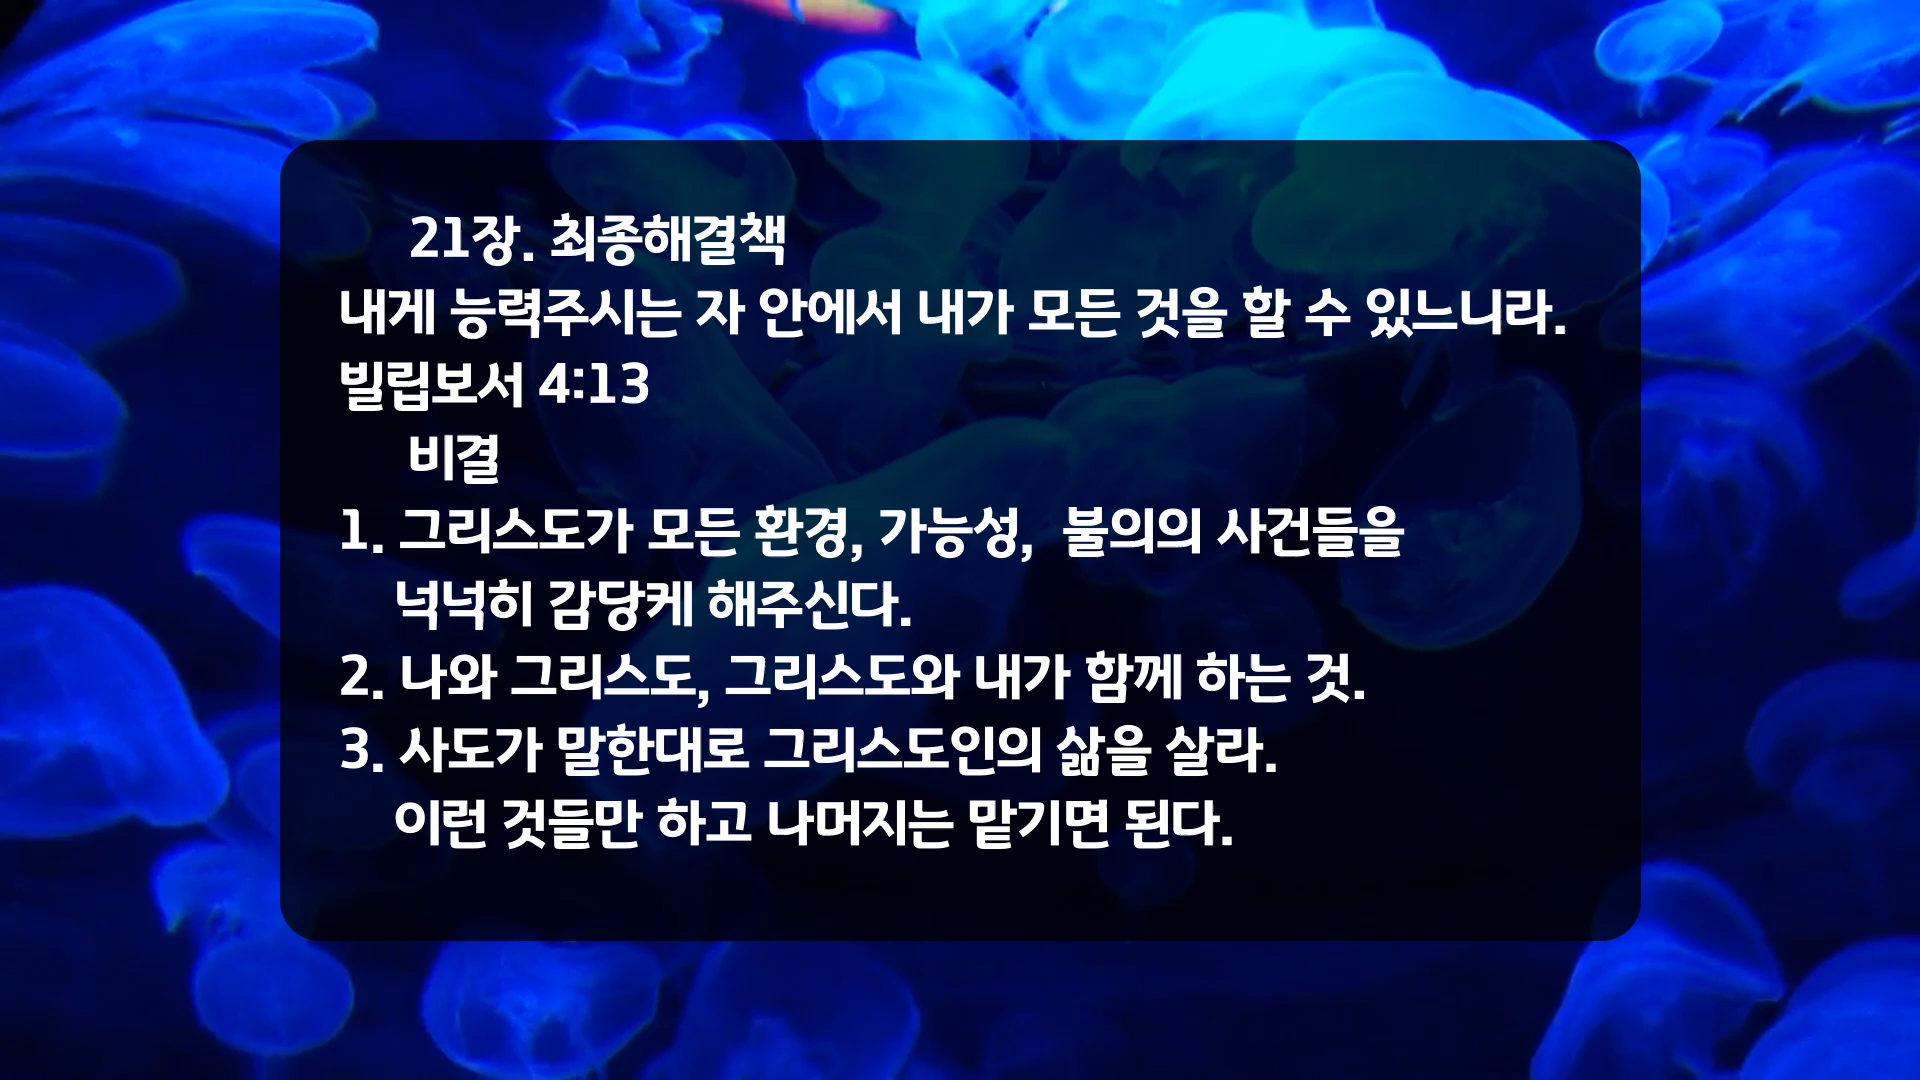 21장. 최종해결책
내게 능력주시는 자 안에서 내가 모든 것을 할 수 있느니라.
빌립보서 4:13
비결
1. 그리스도가 모든 환경, 가능성,  불의의 사건들을
넉넉히 감당케 해주신다.
2. 나와 그리스도, 그리스도와 내가 함께 하는 것.
3. 사도가 말한대로 그리스도인의 삶을 살라.
이런 것들만 하고 나머지는 맡기면 된다.